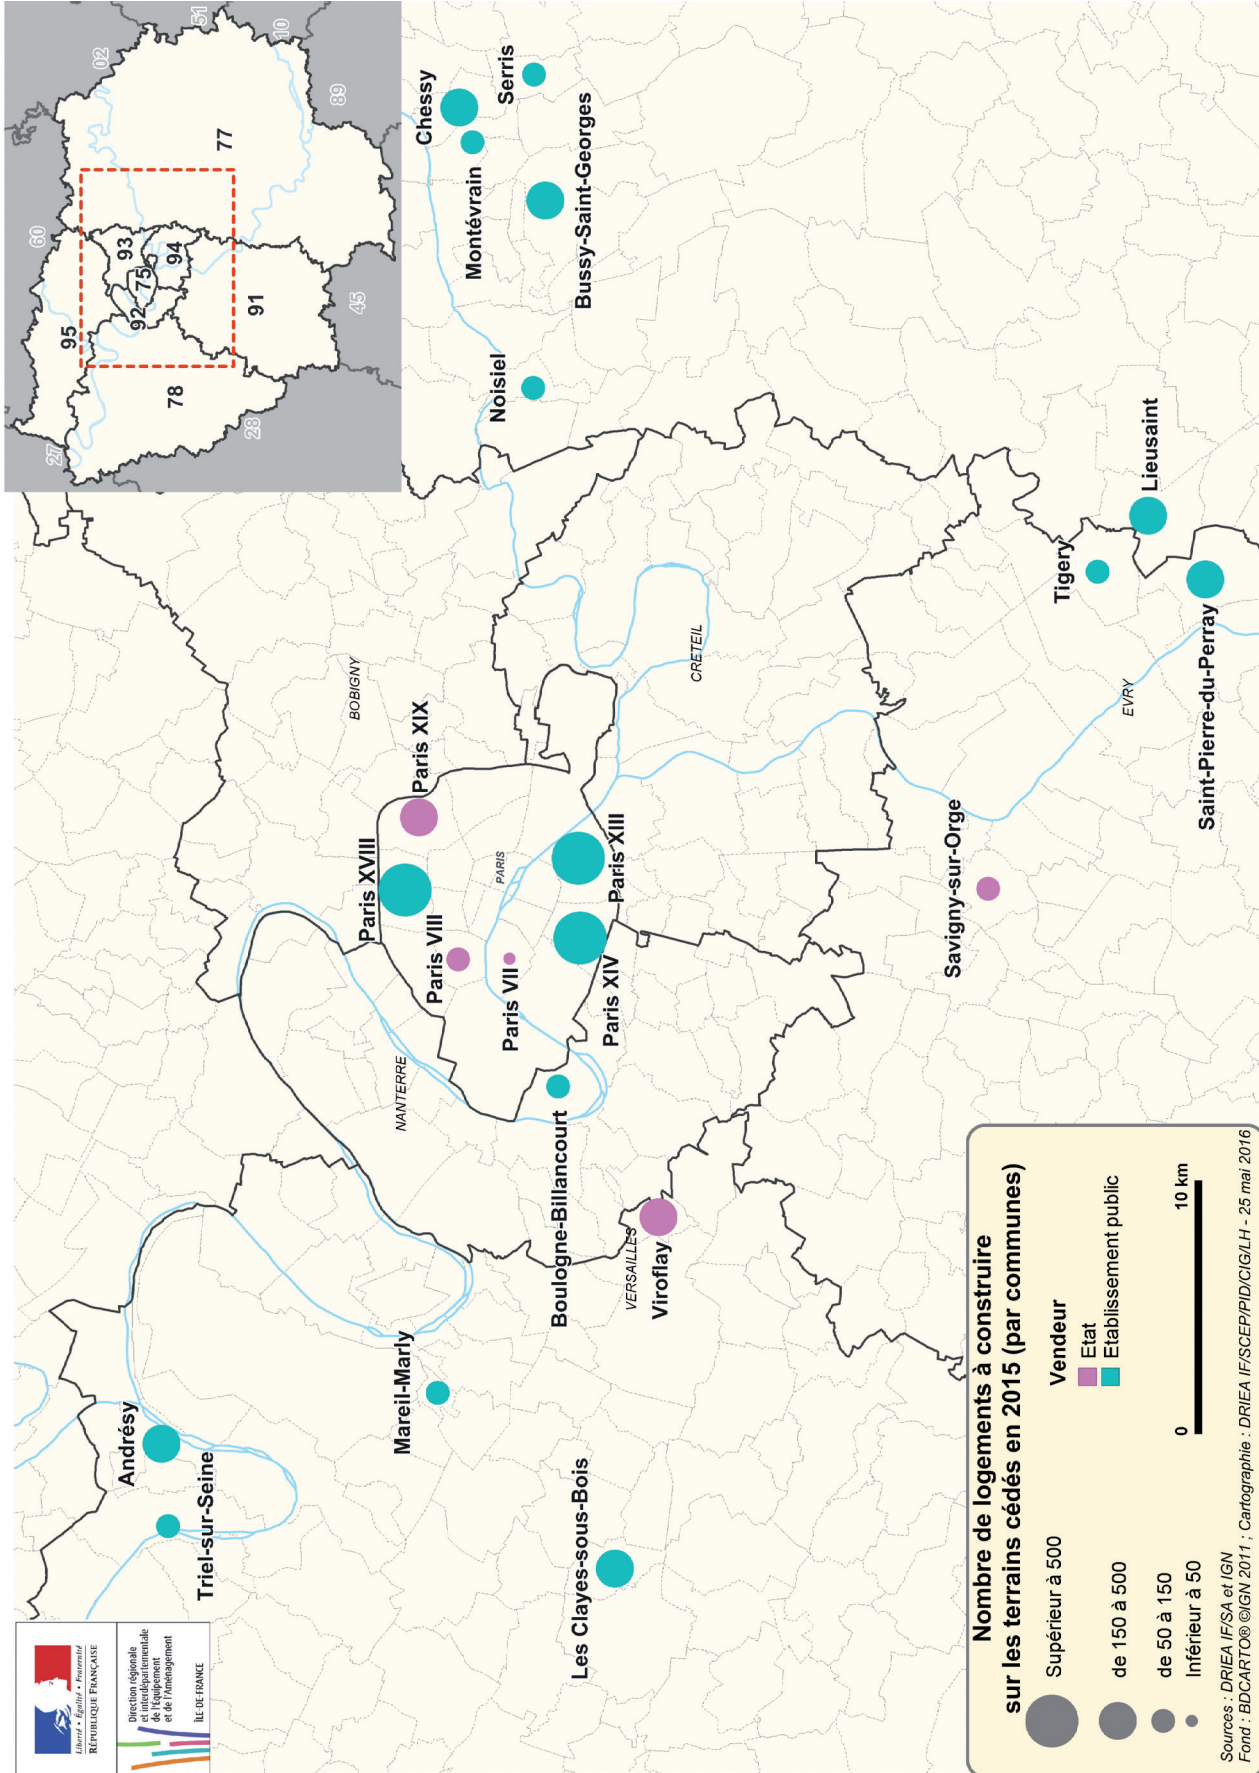 Liberté • Égalité • Fraternité
RÉPUBLIQUE FRANÇAISE
Direction régionale
et interdépartementale
de l'Équipement
et de l'Aménagement
ÎLE-DE-FRANCE
Triel-sur-Seine
Andrésy
Mareil-Marly
Les Clayes-sous-Bois
NANTERRE
Boulogne-Billancourt
VERSAILLES
Viroflay
Paris XVIII
Paris XIX
Paris VIII
Paris VII
PARIS
Paris XIV
Paris XIII
BOBIGNY
CRETEIL
Savigny-sur-Orge
EVRY
Tigery
Lieusaint
Saint-Pierre-du-Perray
Noisiel
Chessy
Montévrain
Serris
Bussy-Saint-Georges
27
60
02
51
10
95
93
92
75
94
77
78
91
28
45
89
Nombre de logements à construire
sur les terrains cédés en 2015 (par communes)
Supérieur à 500
de 150 à 500
de 50 à 150
Inférieur à 50
Vendeur
Etat
Etablissement public
0
10 km
Sources : DRIEA IF/SA et IGN
Fond : BDCARTO® ©IGN 2011 ; Cartographie : DRIEA IF/SCEP/PID/CIG/LH - 25 mai 2016